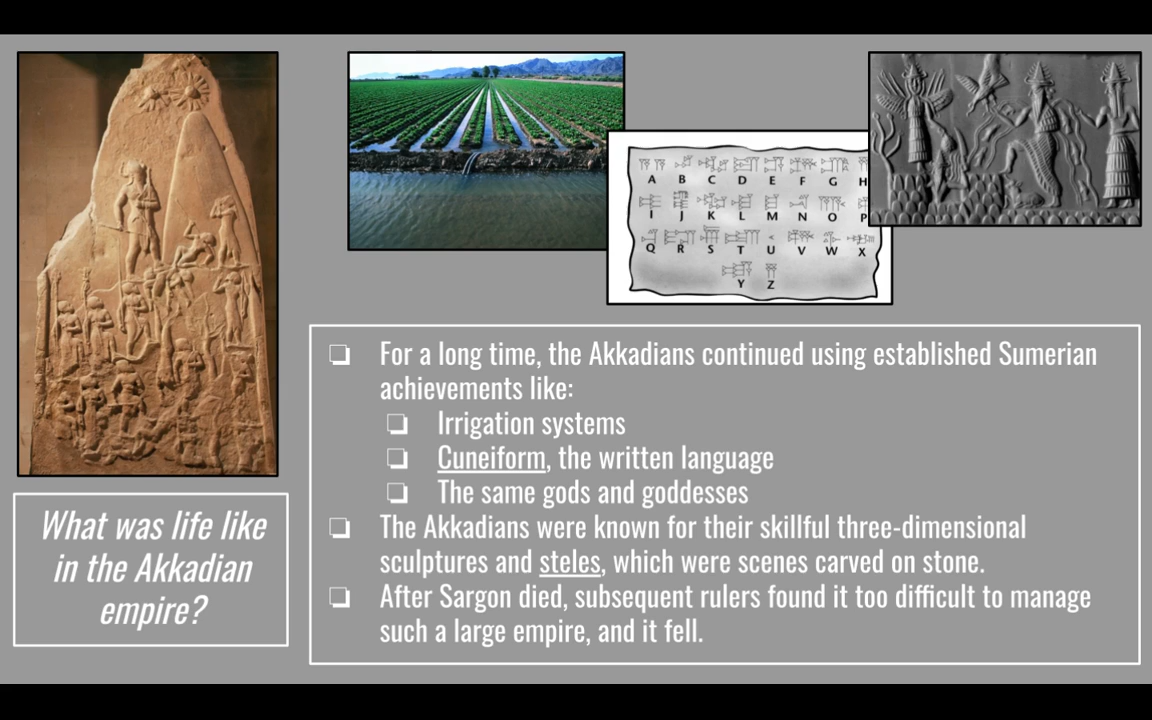 A B C D E F G H
I J K L M N O P
Q R S T U V W X
Y Z
For a long time, the Akkadians continued using established Sumerian
achievements like:
Irrigation systems
Cuneiform, the written language
The same gods and goddesses
The Akkadians were known for their skillful three-dimensional
sculptures and steles, which were scenes carved on stone.
After Sargon died, subsequent rulers found it too difficult to manage
such a large empire, and it fell.
What was life like
in the Akkadian
empire?